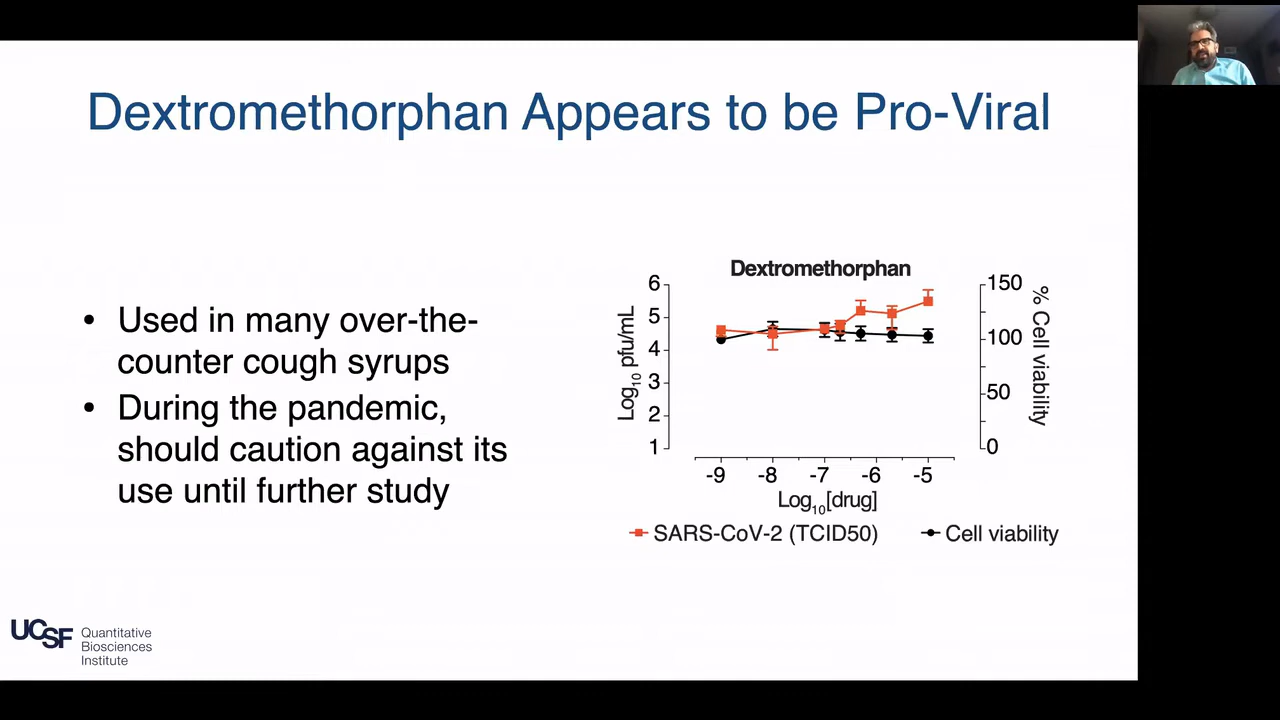 Dextromethorphan Appears to be Pro-Viral
• Used in many over-the-
counter cough syrups
• During the pandemic,
should caution against its
use until further study
Dextromethorphan
6
5
4
3
2
1
Log10 pfu/mL
150
100
50
0
% Cell viability
-9 -8 -7 -6 -5
Log10[drug]
SARS-CoV-2 (TCID50) Cell viability
UCSF
Quantitative
Biosciences
Institute